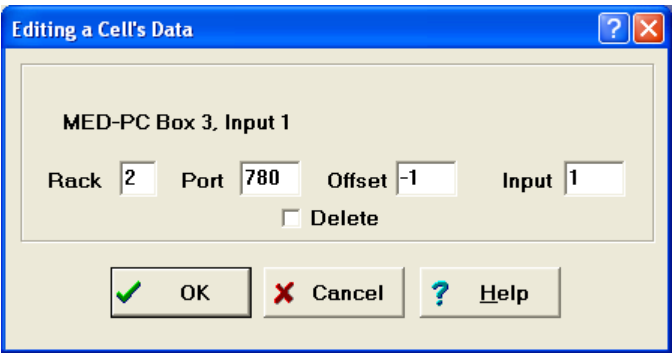 Editing a Cell's Data
MED-PC Box 3, Input 1
Rack 2 Port 780 Offset -1 Input 1
Delete
OK Cancel Help